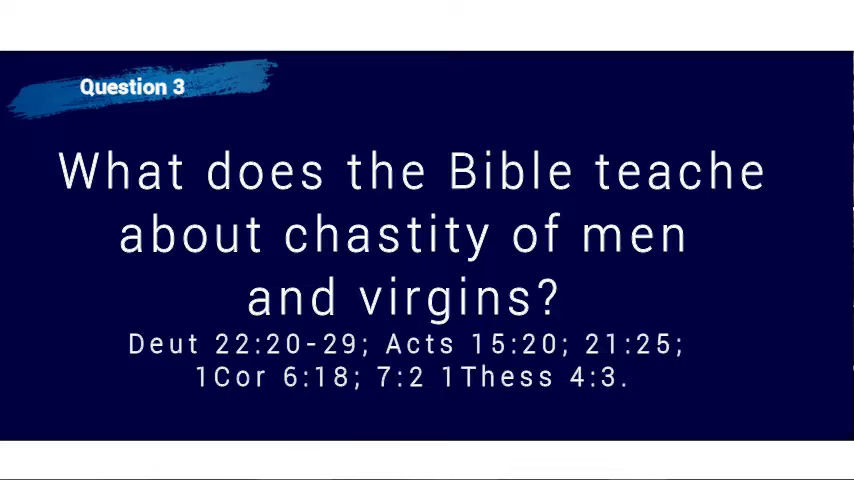 Question 3
What does the Bible teache
about chastity of men
and virgins?
Deut 22:20-29; Acts 15:20; 21:25;
1Cor 6:18; 7:2 1Thess 4:3.